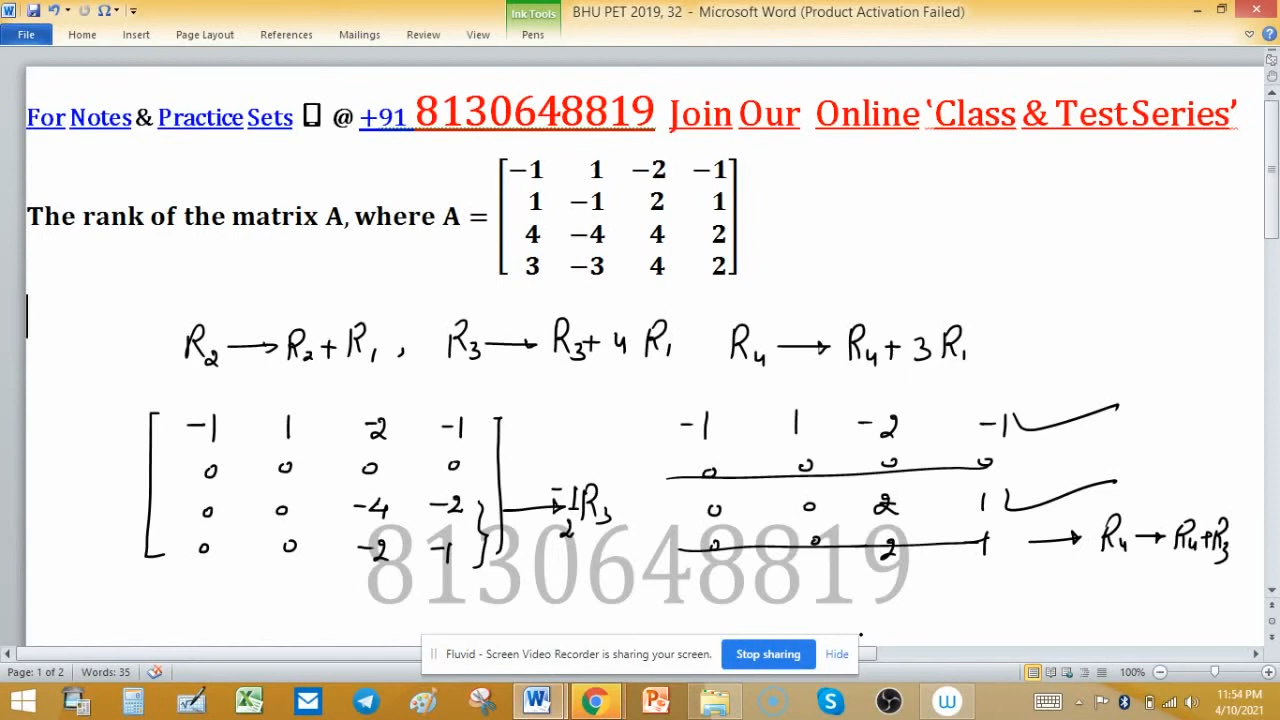 BHU PET 2019, 32 - Microsoft Word (Product Activation Failed)
Ink Tools
File Home Insert Page Layout References Mailings Review View Pens
For Notes & Practice Sets @ +91 8130648819 Join Our Online ‘Class & Test Series’
The rank of the matrix A, where A =
−1 1 −2 −1
1 −1 2 1
4 −4 4 2
3 −3 4 2
R2 → R2 + R1 , R3 → R3 + 4 R1 R4 → R4 + 3 R1
-1 1 -2 -1
0 0 0 0
0 0 -4 -2
0 0 -2 -1
→ -1/2 R3
-1 1 -2 -1
0 0 0 0
0 0 2 1
0 0 2 1
→ R4 → R4+R3
8130648819
Fluvid - Screen Video Recorder is sharing your screen. Stop sharing Hide
Page: 1 of 2 Words: 35 100%
11:54 PM
4/10/2021